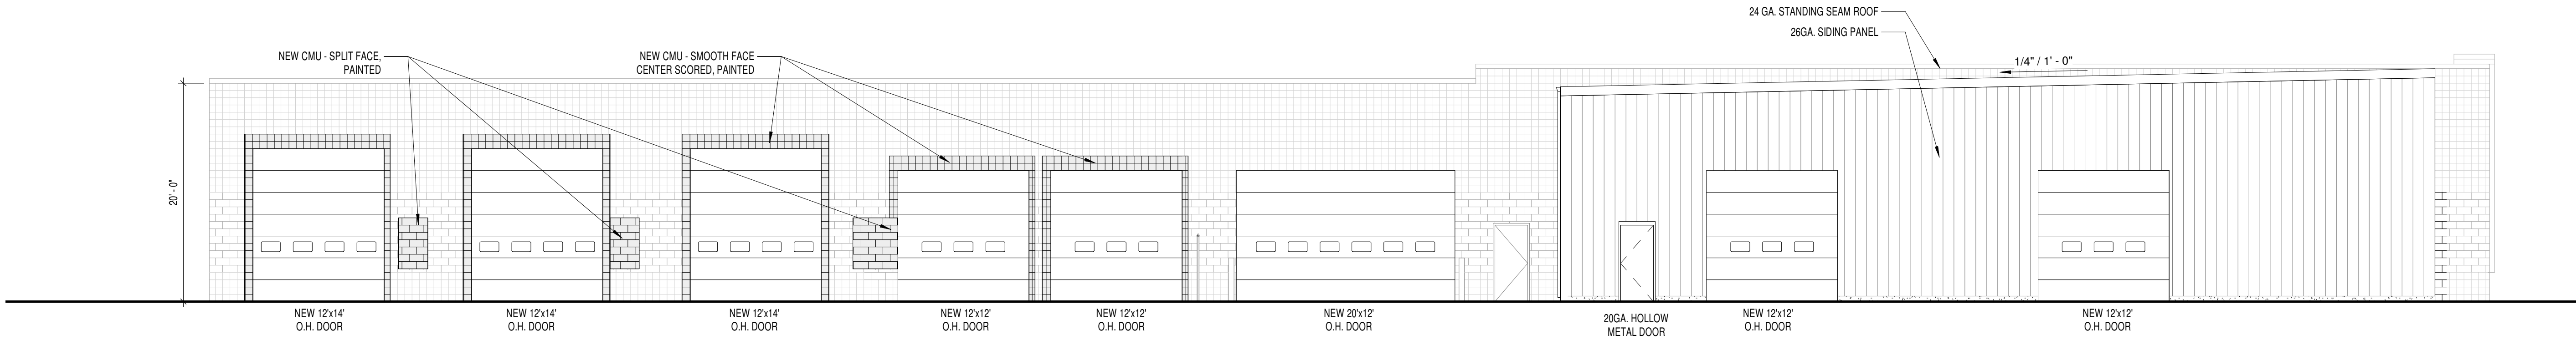 24 GA. STANDING SEAM ROOF
26GA. SIDING PANEL
1/4" / 1' - 0"
NEW CMU - SPLIT FACE,
PAINTED
NEW CMU - SMOOTH FACE
CENTER SCORED, PAINTED
20' - 0"
NEW 12'x14'
O.H. DOOR
NEW 12'x14'
O.H. DOOR
NEW 12'x14'
O.H. DOOR
NEW 12'x12'
O.H. DOOR
NEW 12'x12'
O.H. DOOR
NEW 20'x12'
O.H. DOOR
20GA. HOLLOW
METAL DOOR
NEW 12'x12'
O.H. DOOR
NEW 12'x12'
O.H. DOOR